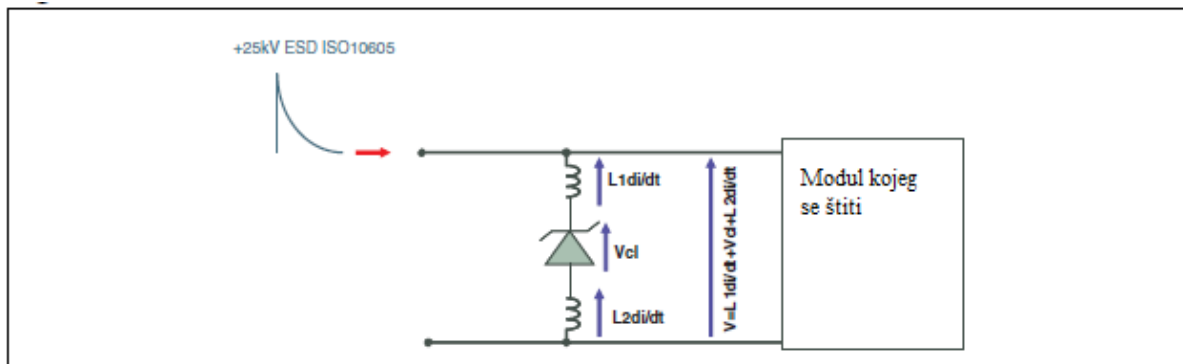 +25kV ESD ISO10605
L1di/dt
Vcl
L2di/dt
V=L1di/dt+Vcl+L2di/dt
Modul kojeg
se štiti